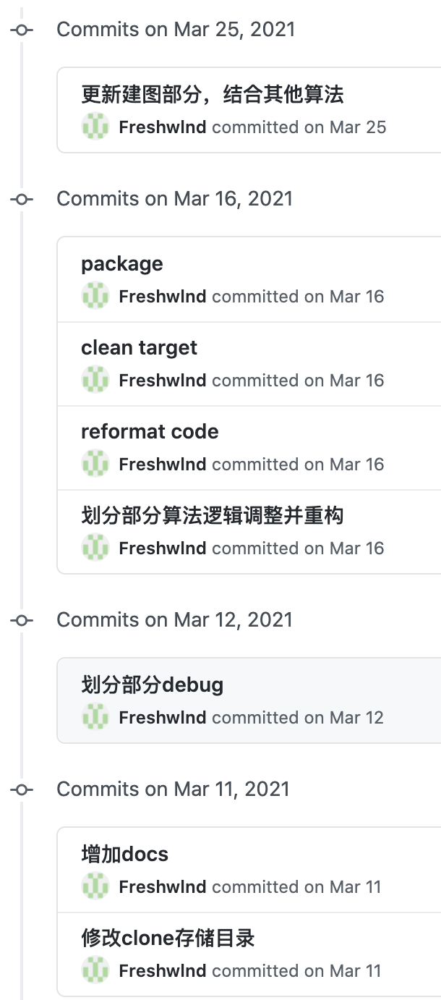 Commits on Mar 25, 2021
更新建图部分，结合其他算法
Freshwlnd committed on Mar 25
Commits on Mar 16, 2021
package
Freshwlnd committed on Mar 16
clean target
Freshwlnd committed on Mar 16
reformat code
Freshwlnd committed on Mar 16
划分部分算法逻辑调整并重构
Freshwlnd committed on Mar 16
Commits on Mar 12, 2021
划分部分debug
Freshwlnd committed on Mar 12
Commits on Mar 11, 2021
增加docs
Freshwlnd committed on Mar 11
修改clone存储目录
Freshwlnd committed on Mar 11